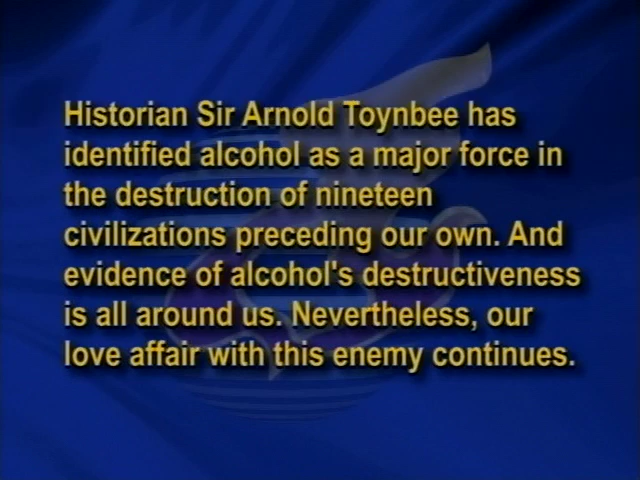 Historian Sir Arnold Toynbee has
identified alcohol as a major force in
the destruction of nineteen
civilizations preceding our own. And
evidence of alcohol's destructiveness
is all around us. Nevertheless, our
love affair with this enemy continues.